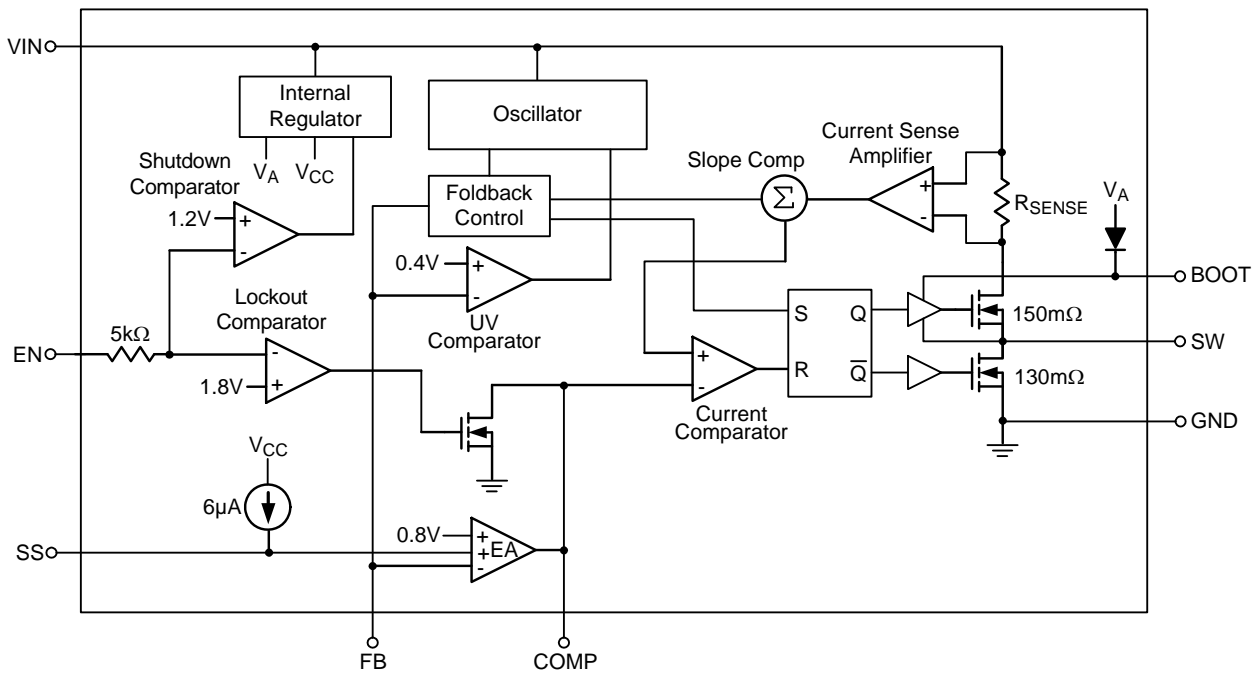 VIN
Internal
Regulator
Oscillator
Shutdown
Comparator
VA
VCC
Foldback
Control
Slope Comp
Current Sense
Amplifier
Σ
+
-
RSENSE
VA
1.2V
+
-
0.4V
+
-
UV
Comparator
BOOT
Lockout
Comparator
5kΩ
EN
-
1.8V
+
S
Q
R
Q̅
150mΩ
SW
130mΩ
+
-
Current
Comparator
GND
VCC
6µA
SS
0.8V
+
+
EA
-
FB
COMP